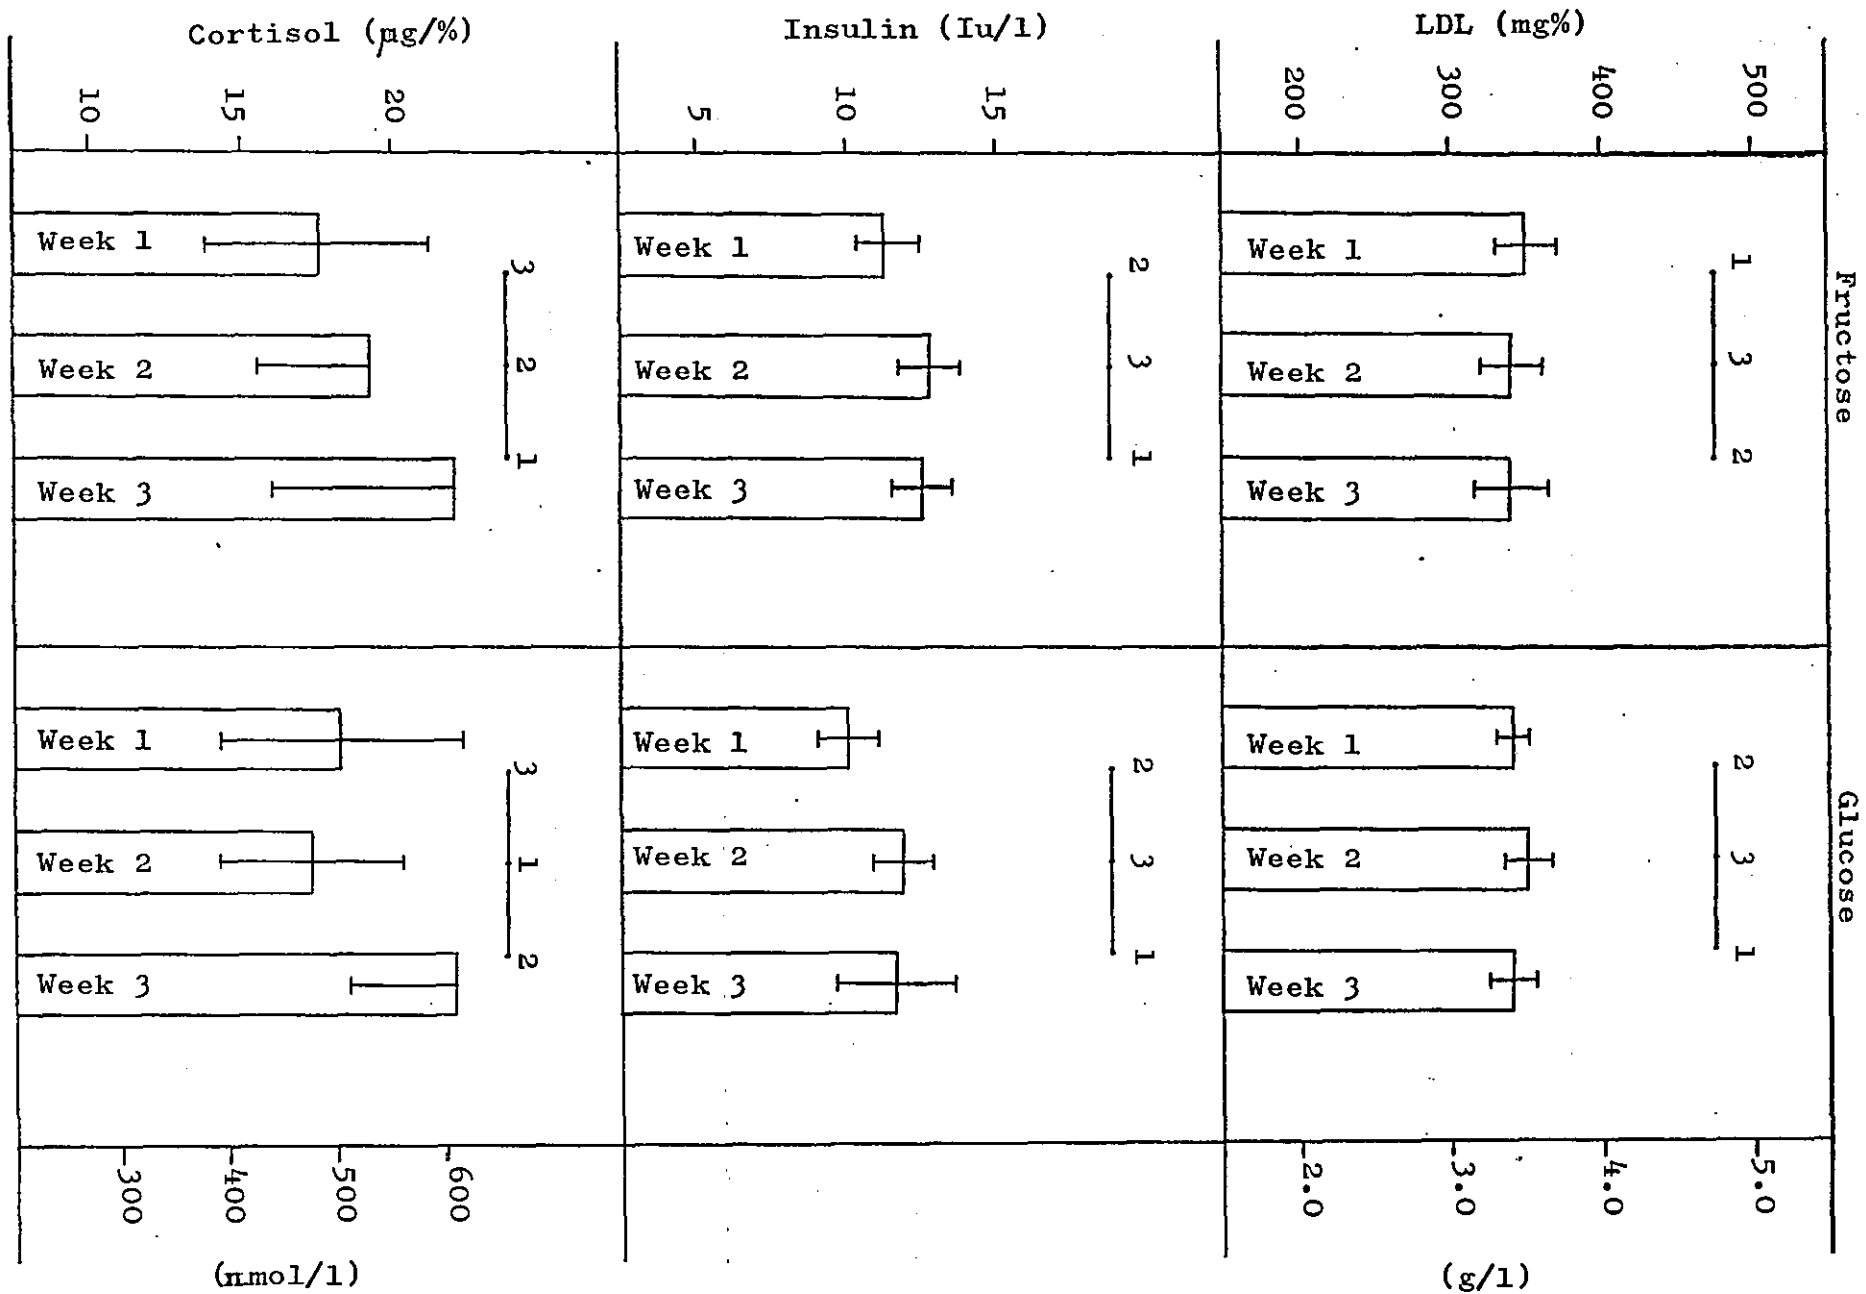 Cortisol (µg/%)
Insulin (Iu/l)
LDL (mg%)
10 15 20
5 10 15
200 300 400 500
Fructose
Week 1
Week 2
Week 3
3 2 1
Week 1
Week 2
Week 3
2 3 1
Week 1
Week 2
Week 3
1 3 2
Glucose
Week 1
Week 2
Week 3
3 1 2
Week 1
Week 2
Week 3
2 3 1
Week 1
Week 2
Week 3
2 3 1
300 400 500 600
(nmol/l)
2.0 3.0 4.0 5.0
(g/l)